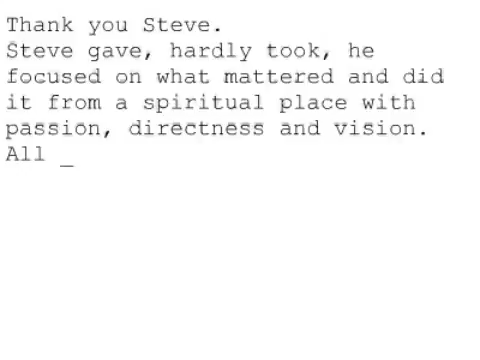 Thank you Steve.
Steve gave, hardly took, he
focused on what mattered and did
it from a spiritual place with
passion, directness and vision.
All _